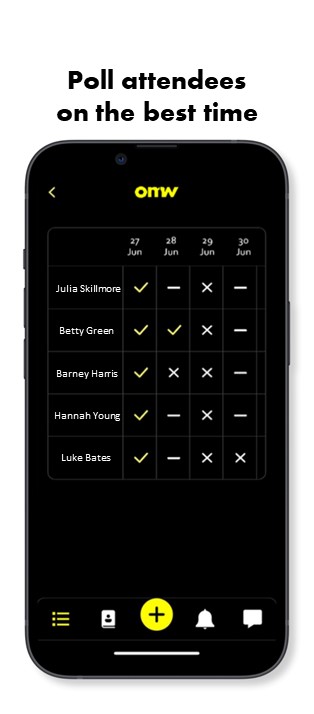 Poll attendees
on the best time
omw
27 28 29 30
Jun Jun Jun Jun
Julia Skillmore
Betty Green
Barney Harris
Hannah Young
Luke Bates